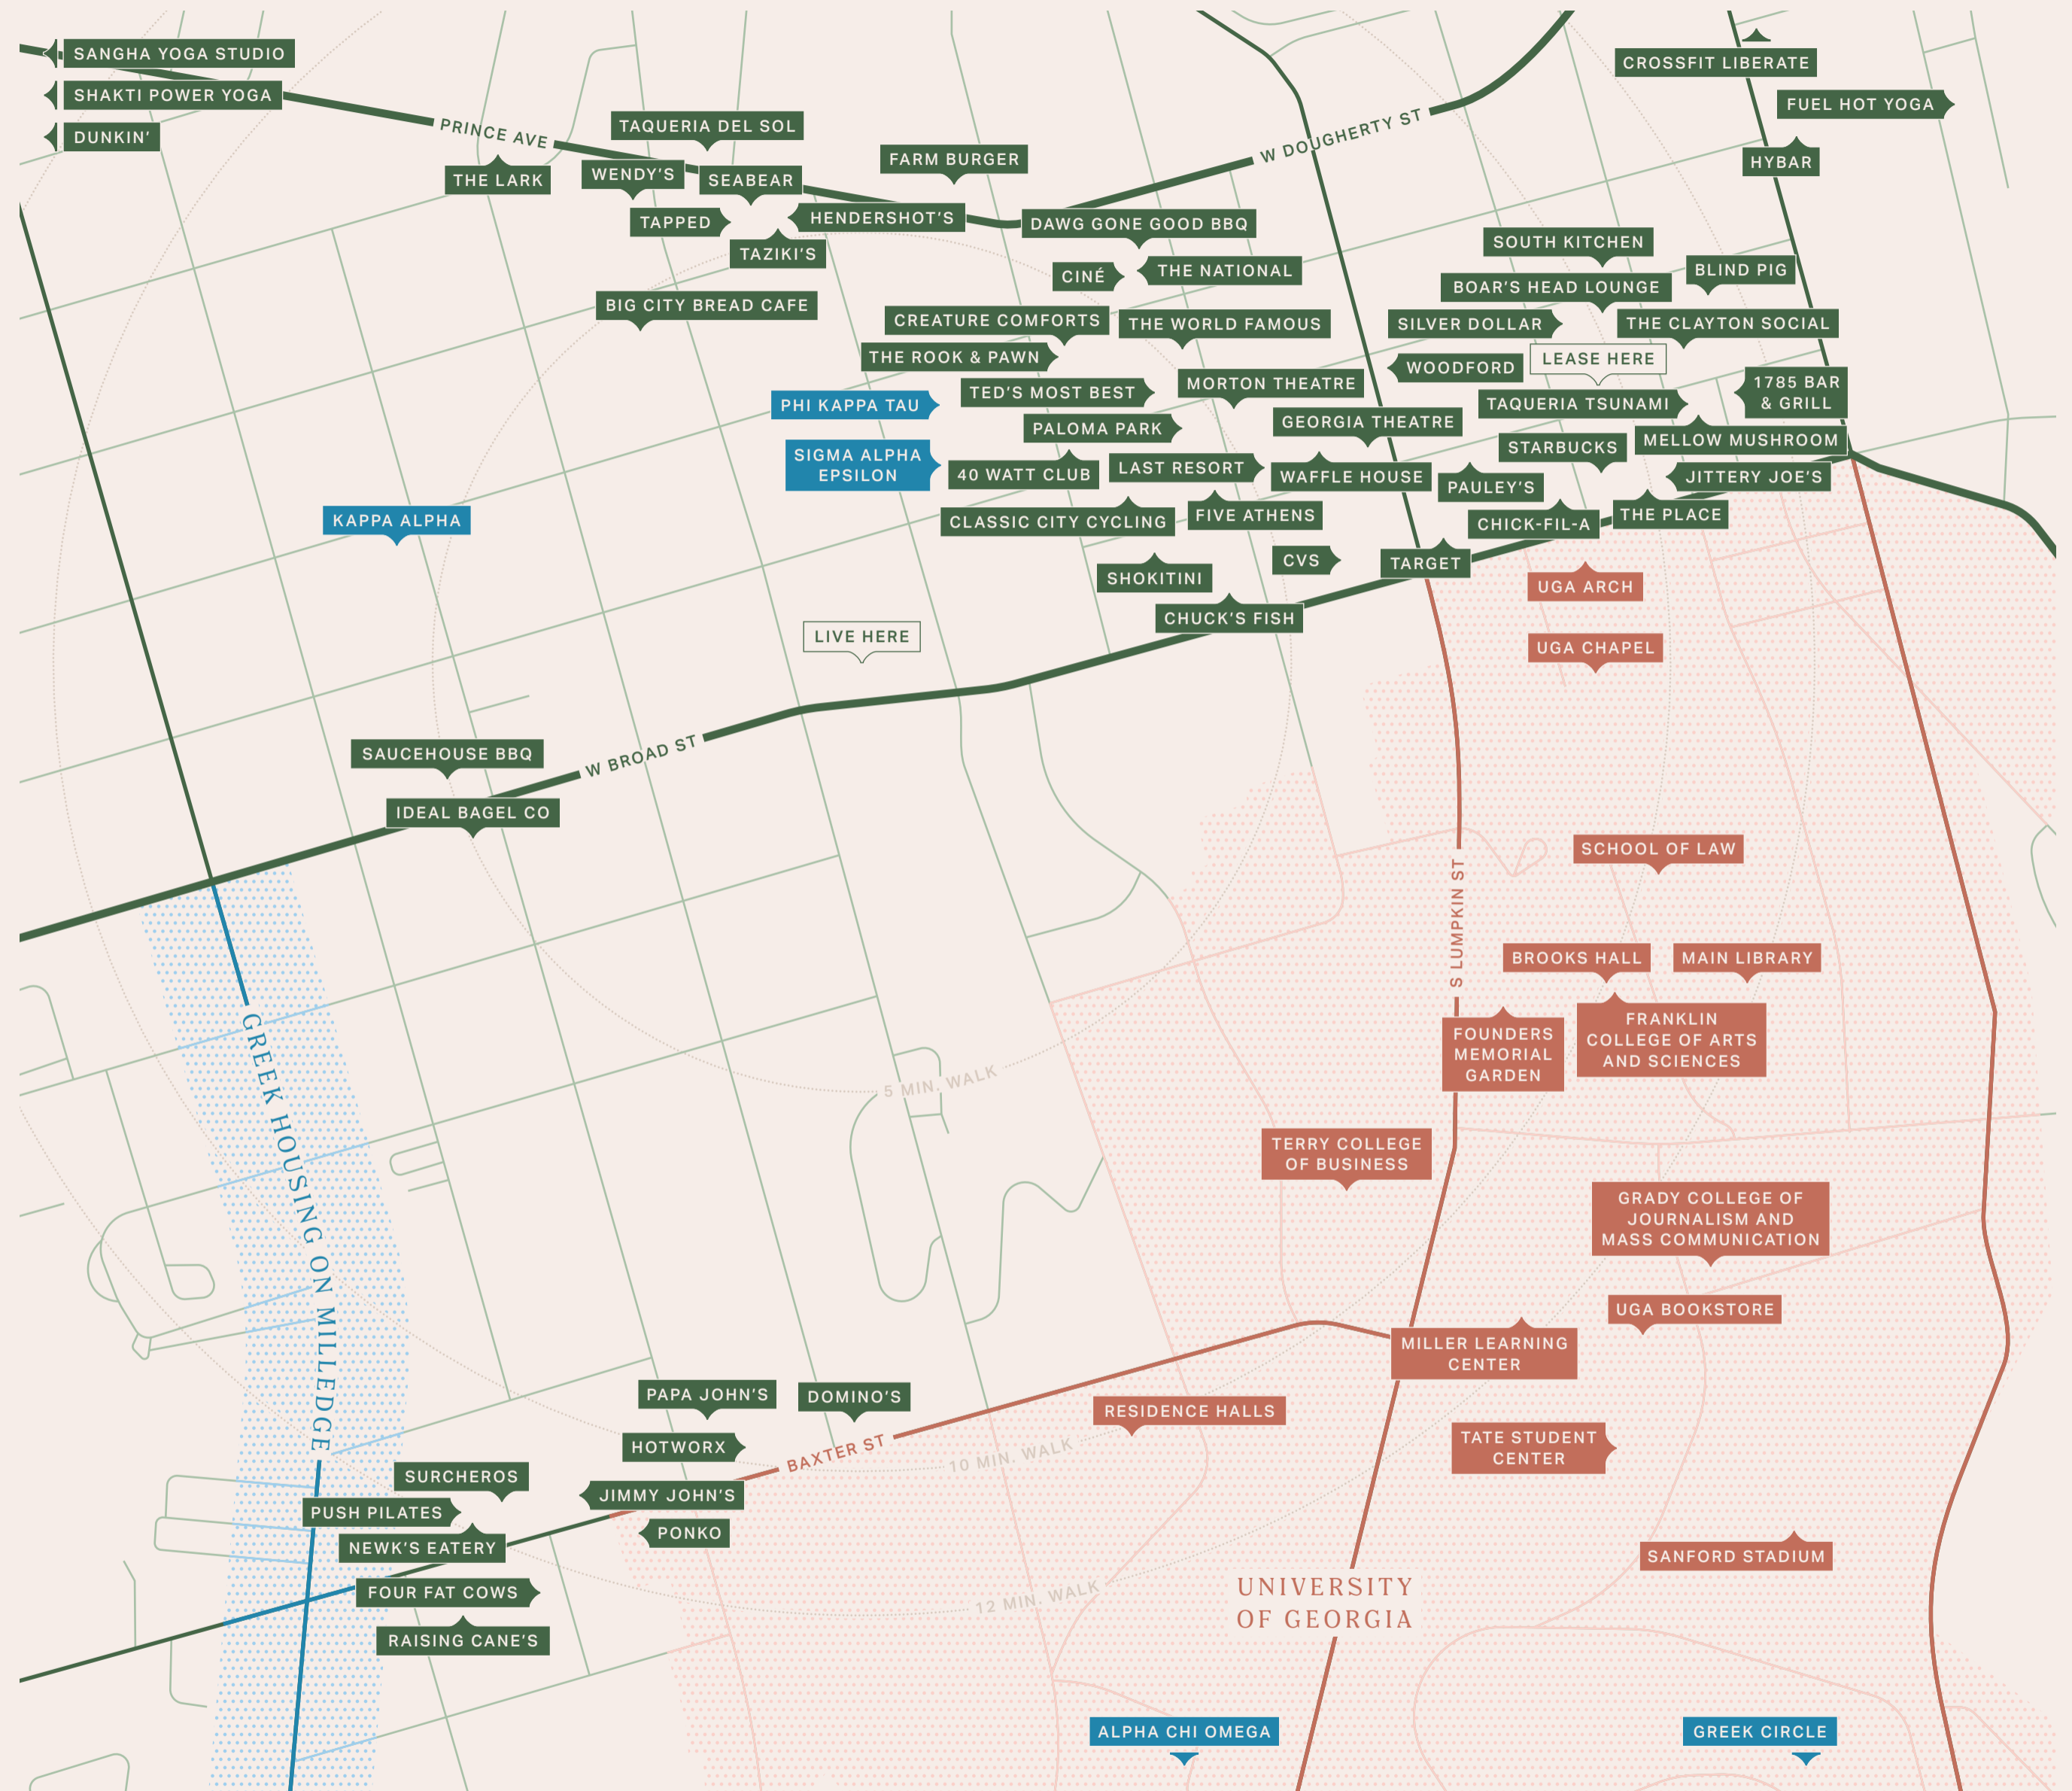 SANGHA YOGA STUDIO
CROSSFIT LIBERATE
SHAKTI POWER YOGA
FUEL HOT YOGA
DUNKIN'
PRINCE AVE
TAQUERIA DEL SOL
W DOUGHERTY ST
HYBAR
FARM BURGER
THE LARK
WENDY'S
SEABEAR
TAPPED
HENDERSHOT'S
DAWG GONE GOOD BBQ
TAZIKI'S
SOUTH KITCHEN
CINÉ
THE NATIONAL
BLIND PIG
BOAR'S HEAD LOUNGE
BIG CITY BREAD CAFE
CREATURE COMFORTS
THE WORLD FAMOUS
SILVER DOLLAR
THE CLAYTON SOCIAL
THE ROOK & PAWN
WOODFORD
LEASE HERE
TED'S MOST BEST
MORTON THEATRE
1785 BAR
& GRILL
PHI KAPPA TAU
TAQUERIA TSUNAMI
PALOMA PARK
GEORGIA THEATRE
STARBUCKS
MELLOW MUSHROOM
SIGMA ALPHA
EPSILON
40 WATT CLUB
LAST RESORT
WAFFLE HOUSE
PAULEY'S
JITTERY JOE'S
KAPPA ALPHA
CLASSIC CITY CYCLING
FIVE ATHENS
CHICK-FIL-A
THE PLACE
CVS
TARGET
SHOKITINI
UGA ARCH
CHUCK'S FISH
LIVE HERE
UGA CHAPEL
SAUCEHOUSE BBQ
W BROAD ST
IDEAL BAGEL CO
SCHOOL OF LAW
S LUMPKIN ST
BROOKS HALL
MAIN LIBRARY
FOUNDERS
MEMORIAL
GARDEN
FRANKLIN
COLLEGE OF ARTS
AND SCIENCES
5 MIN. WALK
GREEK HOUSING ON MILLEDGE
TERRY COLLEGE
OF BUSINESS
GRADY COLLEGE OF
JOURNALISM AND
MASS COMMUNICATION
UGA BOOKSTORE
MILLER LEARNING
CENTER
PAPA JOHN'S
DOMINO'S
RESIDENCE HALLS
HOTWORX
BAXTER ST
10 MIN. WALK
TATE STUDENT
CENTER
SURCHEROS
JIMMY JOHN'S
PUSH PILATES
PONKO
NEWK'S EATERY
SANFORD STADIUM
FOUR FAT COWS
12 MIN. WALK
UNIVERSITY
OF GEORGIA
RAISING CANE'S
ALPHA CHI OMEGA
GREEK CIRCLE